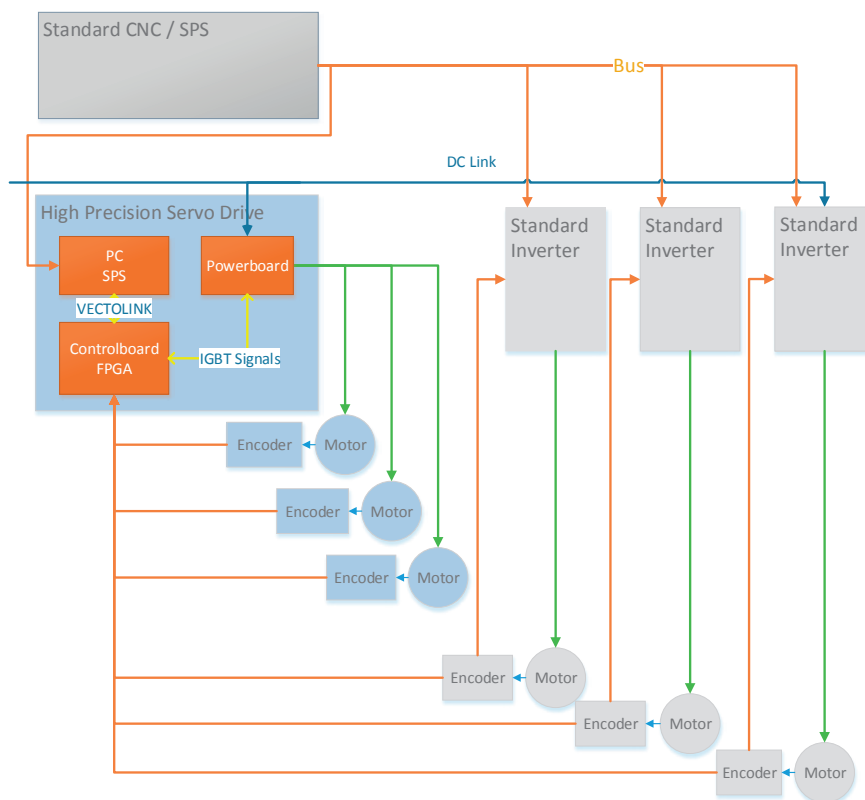 Standard CNC / SPS
Bus
DC Link
High Precision Servo Drive
PC
SPS
Powerboard
VECTOLINK
Controlboard
FPGA
IGBT Signals
Standard
Inverter
Standard
Inverter
Standard
Inverter
Encoder
Motor
Encoder
Motor
Encoder
Motor
Encoder
Motor
Encoder
Motor
Encoder
Motor